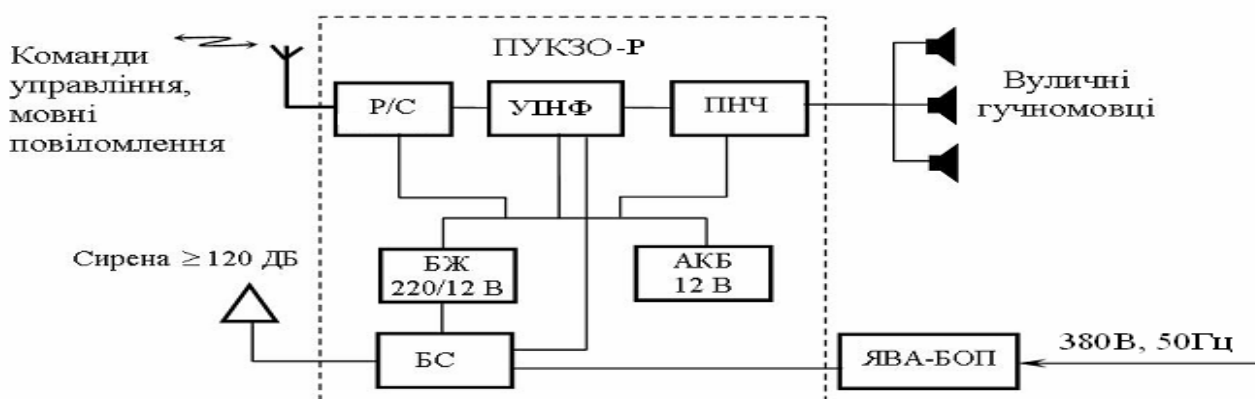 ПУКЗО-Р
Команди
управління,
мовні
повідомлення
Р/С
УПНФ
ПНЧ
Вуличні
гучномовці
Сирена ≥ 120 ДБ
БЖ
220/12 В
АКБ
12 В
БС
ЯВА-БОП
380В, 50Гц